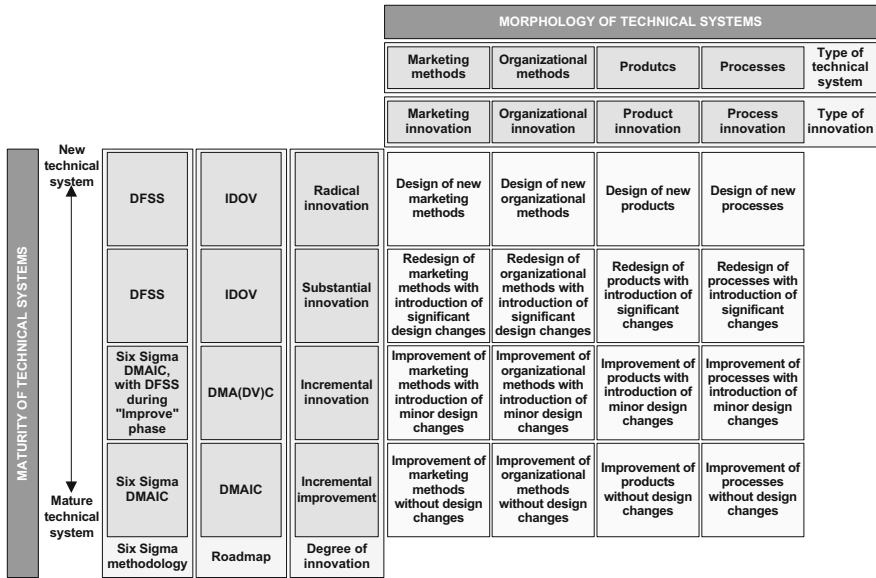 MORPHOLOGY OF TECHNICAL SYSTEMS
Marketing
methods
Organizational
methods
Produtcs
Processes
Type of
technical
system
Marketing
innovation
Organizational
innovation
Product
innovation
Process
innovation
Type of
innovation
MATURITY OF TECHNICAL SYSTEMS
New
technical
system
DFSS
IDOV
Radical
innovation
Design of new
marketing
methods
Design of new
organizational
methods
Design of new
products
Design of new
processes
DFSS
IDOV
Substantial
innovation
Redesign of
marketing
methods with
introduction of
significant
design changes
Redesign of
organizational
methods with
introduction of
significant
design changes
Redesign of
products with
introduction of
significant
changes
Redesign of
processes with
introduction of
significant
changes
Six Sigma
DMAIC,
with DFSS
during
"Improve"
phase
DMA(DV)C
Incremental
innovation
Improvement of
marketing
methods with
introduction of
minor design
changes
Improvement of
organizational
methods with
introduction of
minor design
changes
Improvement of
products with
introduction of
minor design
changes
Improvement of
processes with
introduction of
minor design
changes
Mature
technical
system
Six Sigma
DMAIC
DMAIC
Incremental
improvement
Improvement of
marketing
methods
without design
changes
Improvement of
organizational
methods
without design
changes
Improvement of
products
without design
changes
Improvement of
processes
without design
changes
Six Sigma
methodology
Roadmap
Degree of
innovation